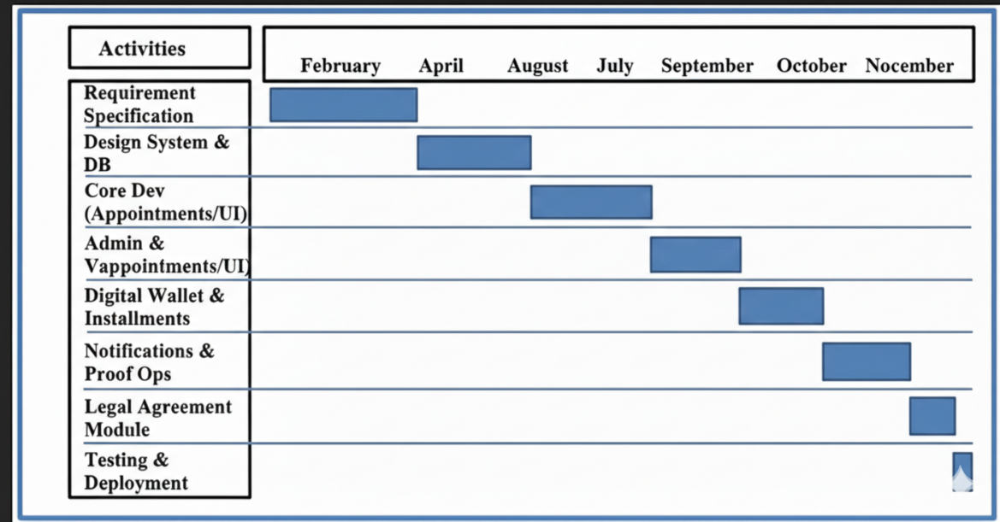 Activities
February April August July September October Nocember
Requirement
Specification
Design System &
DB
Core Dev
(Appointments/UI)
Admin &
Vappointments/UI)
Digital Wallet &
Installments
Notifications &
Proof Ops
Legal Agreement
Module
Testing &
Deployment